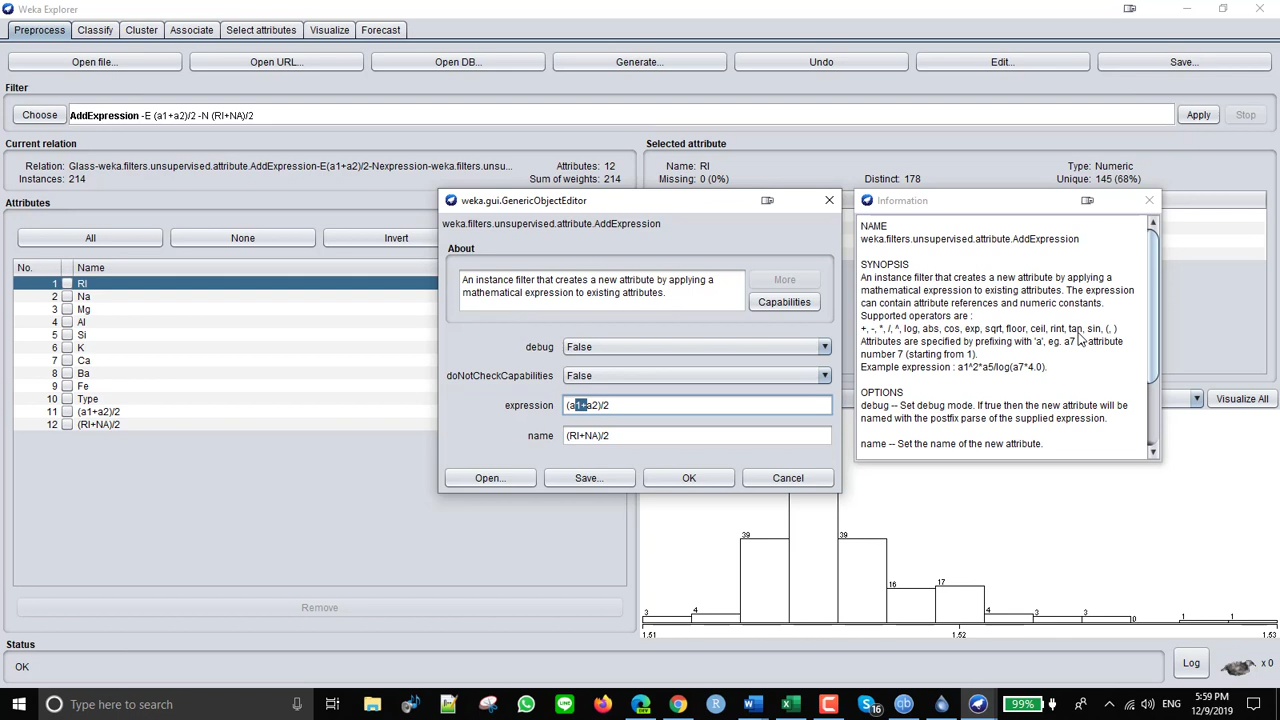 Weka Explorer
Preprocess Classify Cluster Associate Select attributes Visualize Forecast
Open file... Open URL... Open DB... Generate... Undo Edit... Save...
Filter
Choose AddExpression -E (a1+a2)/2 -N (RI+NA)/2 Apply Stop
Current relation
Relation: Glass-weka.filters.unsupervised.attribute.AddExpression-E(a1+a2)/2-Nexpression-weka.filters.unsu... Attributes: 12
Instances: 214 Sum of weights: 214
Selected attribute
Name: RI Type: Numeric
Missing: 0 (0%) Distinct: 178 Unique: 145 (68%)
Attributes
All None Invert
No. Name
1 RI
2 Na
3 Mg
4 Al
5 Si
6 K
7 Ca
8 Ba
9 Fe
10 Type
11 (a1+a2)/2
12 (RI+NA)/2
Remove
weka.gui.GenericObjectEditor
weka.filters.unsupervised.attribute.AddExpression
About
An instance filter that creates a new attribute by applying a
mathematical expression to existing attributes.
More
Capabilities
debug False
doNotCheckCapabilities False
expression (a1+a2)/2
name (RI+NA)/2
Open... Save... OK Cancel
Information
NAME
weka.filters.unsupervised.attribute.AddExpression
SYNOPSIS
An instance filter that creates a new attribute by applying a
mathematical expression to existing attributes. The expression
can contain attribute references and numeric constants.
Supported operators are :
+, -, *, /, ^, log, abs, cos, exp, sqrt, floor, ceil, rint, tan, sin, (, )
Attributes are specified by prefixing with 'a', eg. a7 attribute
number 7 (starting from 1).
Example expression : a1^2*a5/log(a7*4.0).
OPTIONS
debug -- Set debug mode. If true then the new attribute will be
named with the postfix parse of the supplied expression.
name -- Set the name of the new attribute.
Visualize All
39 39
16 17
3 4 4 3 3 0 1 1
1.51 1.52 1.53
Status
OK
Log x 0
Type here to search
16
99%
ENG
5:59 PM
12/9/2019